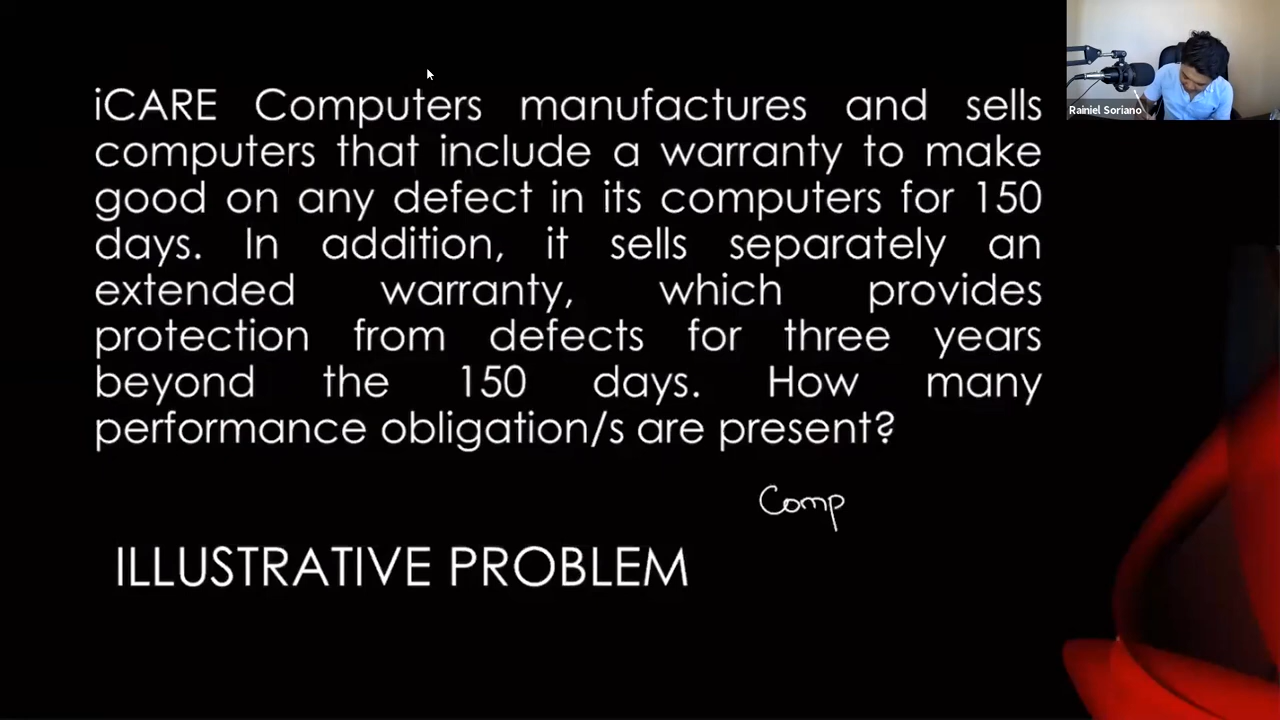 iCARE Computers manufactures and sells
computers that include a warranty to make
good on any defect in its computers for 150
days. In addition, it sells separately an
extended warranty, which provides
protection from defects for three years
beyond the 150 days. How many
performance obligation/s are present?
Comp
ILLUSTRATIVE PROBLEM
Rainiel Soriano